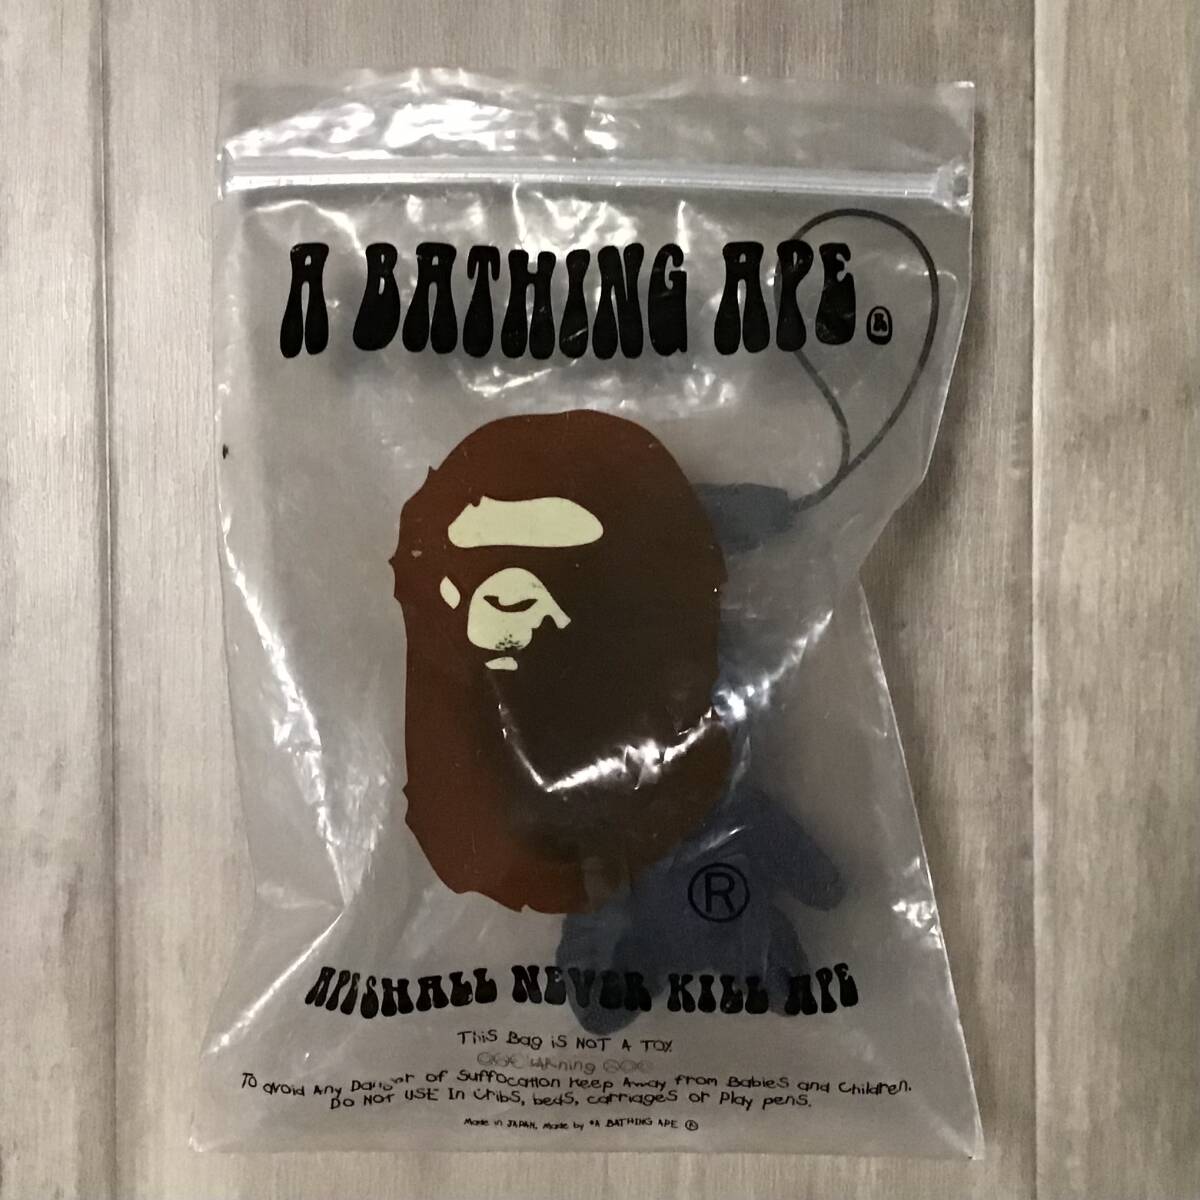 A BATHING APE ®
®
APE SHALL NEVER KILL APE
This Bag iS NOT A TOY.
WARNiNg
To avoid Any Danger of Suffocation Keep Away from Babies and Children.
Do NOT USE In Cribs, beds, carriages or Play pens.
Made in JAPAN. Made by *A BATHING APE ®